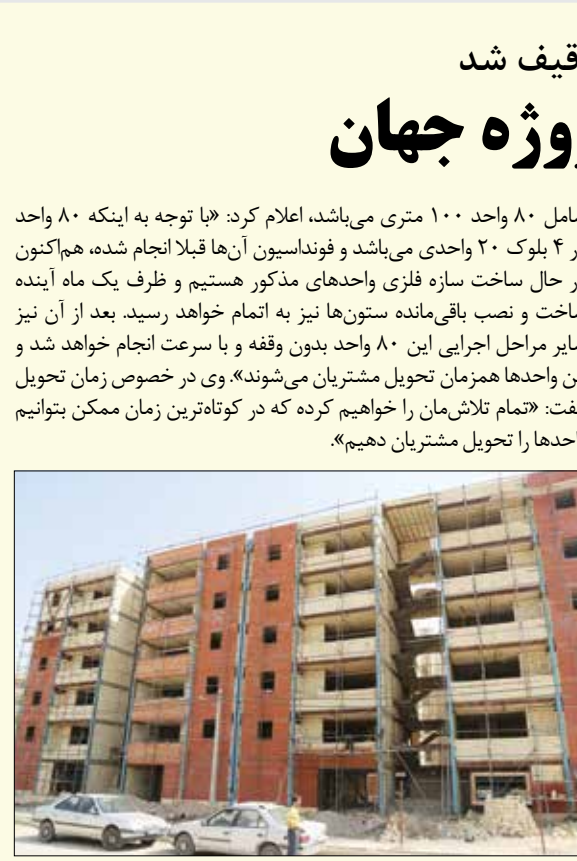 قیف شد
وژه جهان
امل ۸۰ واحد ۱۰۰ متری می‌باشد، اعلام کرد: «با توجه به اینکه ۸۰ واحد
ر ۴ بلوک ۲۰ واحدی می‌باشد و فونداسیون آن‌ها قبلا انجام شده، هم‌اکنون
ر حال ساخت سازه فلزی واحدهای مذکور هستیم و ظرف یک ماه آینده
اخت و نصب باقی‌مانده ستون‌ها نیز به اتمام خواهد رسید. بعد از آن نیز
ایر مراحل اجرایی این ۸۰ واحد بدون وقفه و با سرعت انجام خواهد شد و
ن واحدها همزمان تحویل مشتریان می‌شوند». وی در خصوص زمان تحویل
فت: «تمام تلاش‌مان را خواهیم کرده که در کوتاه‌ترین زمان ممکن بتوانیم
احدها را تحویل مشتریان دهیم».